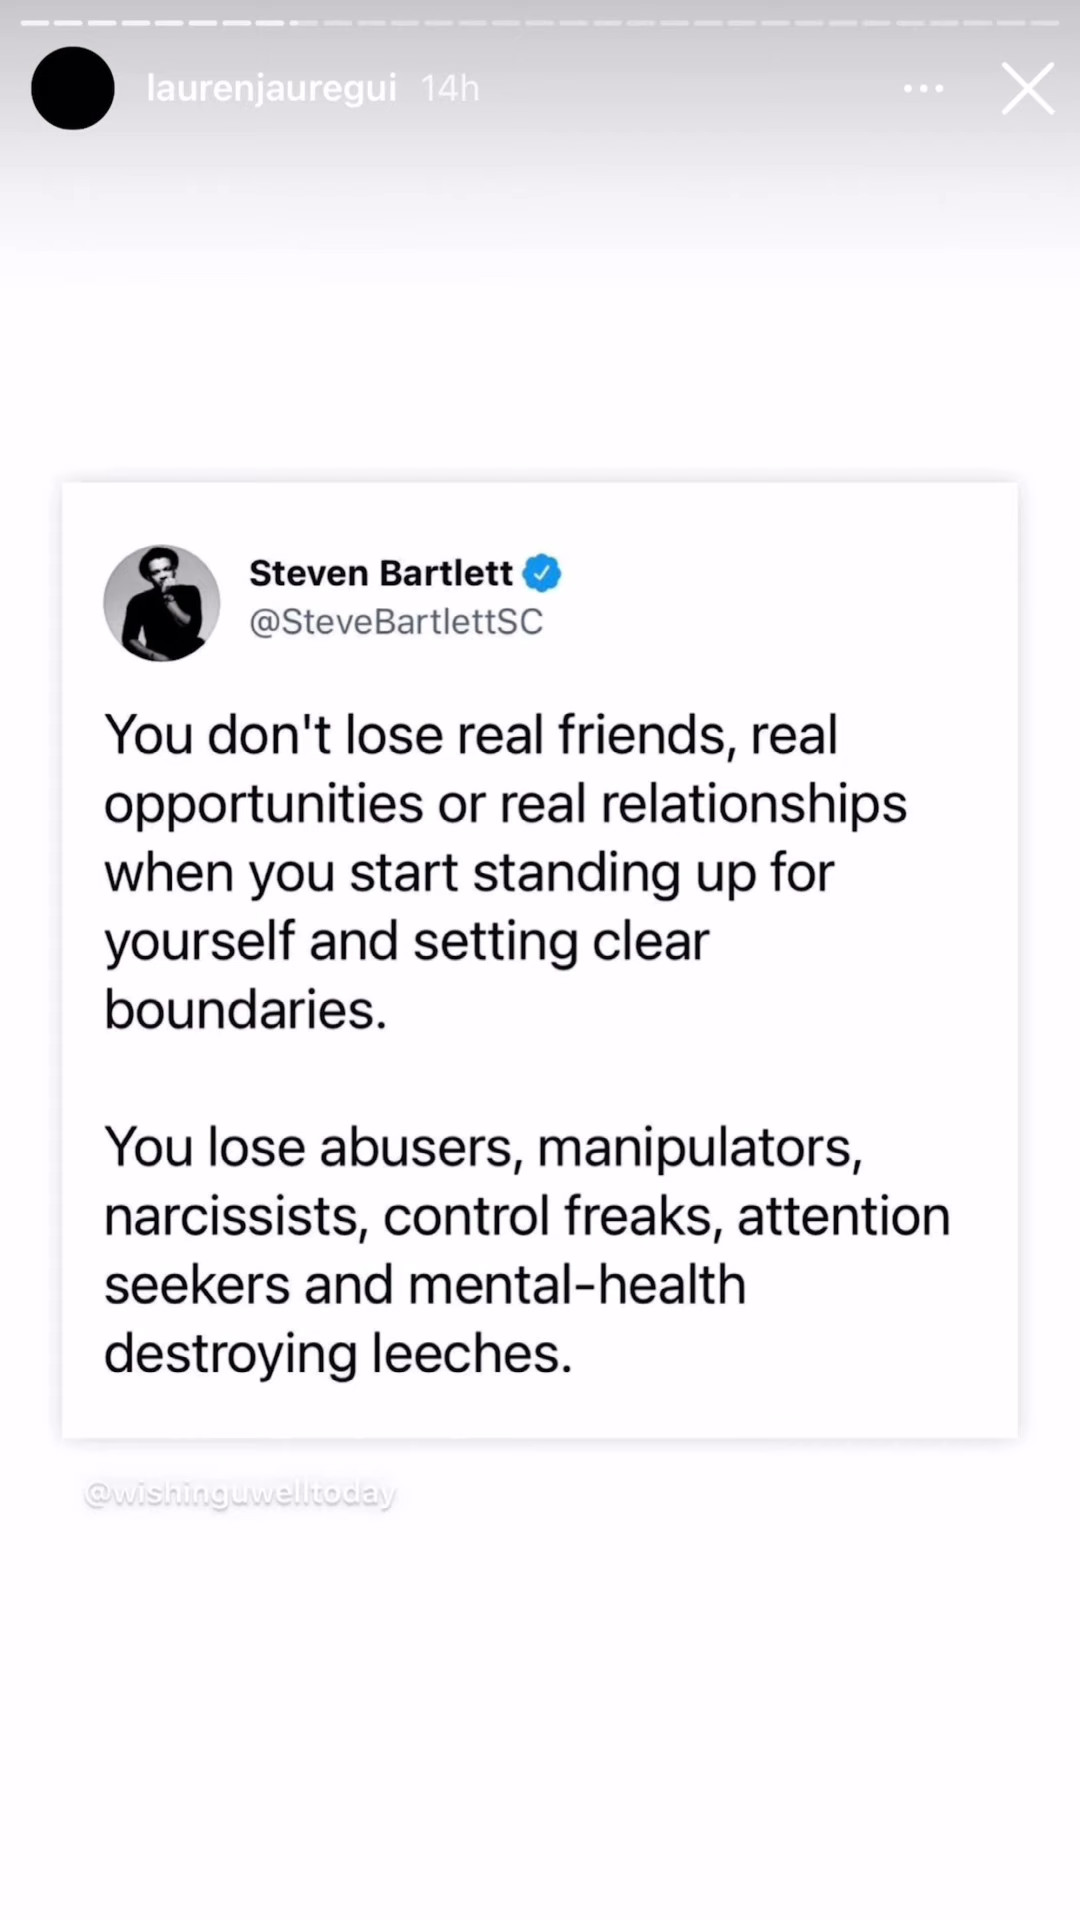 laurenjauregui 14h
Steven Bartlett
@SteveBartlettSC
You don't lose real friends, real
opportunities or real relationships
when you start standing up for
yourself and setting clear
boundaries.
You lose abusers, manipulators,
narcissists, control freaks, attention
seekers and mental-health
destroying leeches.
@wishinguwelltoday